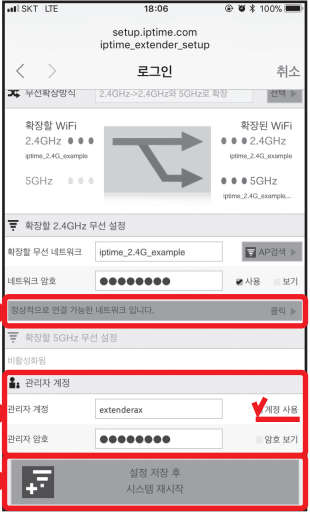 SKT LTE 18:06 100%
setup.iptime.com
iptime_extender_setup
로그인 취소
무선확장방식 2.4GHz->2.4GHz와 5GHz로 확장 선택 ▶
확장할 WiFi 확장된 WiFi
2.4GHz 2.4GHz
iptime_2.4G_example iptime_2.4G_example
5GHz 5GHz
iptime_2.4G_example...
확장할 2.4GHz 무선 설정
확장할 무선 네트워크 iptime_2.4G_example AP검색 ▶
네트워크 암호 ●●●●●●●● 사용 보기
정상적으로 연결 가능한 네트워크 입니다. 클릭 ▶
확장할 5GHz 무선 설정
비활성화됨
관리자 계정
관리자 계정 extenderax 계정 사용
관리자 암호 ●●●●●●●● 암호 보기
설정 저장 후
시스템 재시작